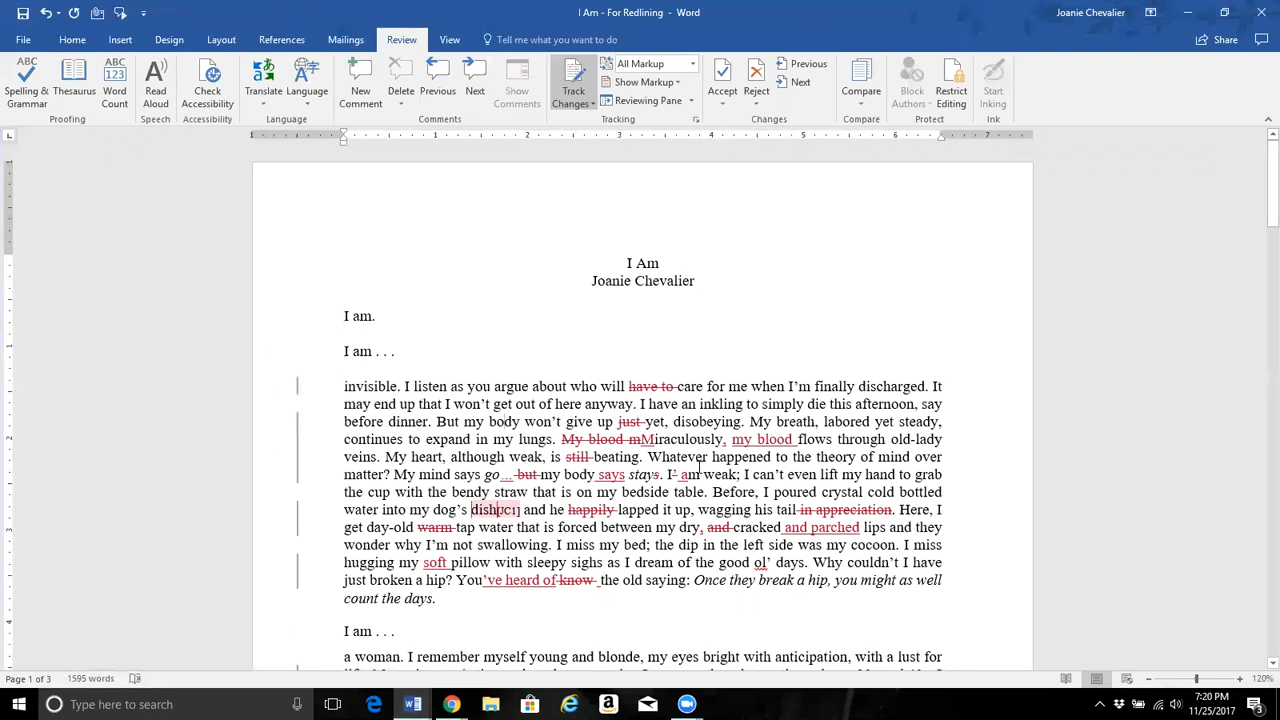 I Am - For Redlining - Word
Joanie Chevalier
File Home Insert Draw Design Layout References Mailings Review View Tell me what you want to do
Share
Spelling & Grammar
Thesaurus
Word Count
Read Aloud
Check Accessibility
Translate
Language
New Comment
Delete
Previous
Next
Show Comments
Track Changes
All Markup
Show Markup
Reviewing Pane
Accept
Reject
Previous
Next
Compare
Block Authors
Restrict Editing
Start Inking
Proofing Speech Accessibility Language Comments Tracking Changes Compare Protect Ink
1 1 2 3 4 5 6 7
I Am
Joanie Chevalier
I am.
I am . . .
invisible. I listen as you argue about who will have to care for me when I’m finally discharged. It
may end up that I won’t get out of here anyway. I have an inkling to simply die this afternoon, say
before dinner. But my body won’t give up just yet, disobeying. My breath, labored yet steady,
continues to expand in my lungs. My blood mMiraculously, my blood flows through old-lady
veins. My heart, although weak, is still beating. Whatever happened to the theory of mind over
matter? My mind says go... but my body says stays. I’ am weak; I can’t even lift my hand to grab
the cup with the bendy straw that is on my bedside table. Before, I poured crystal cold bottled
water into my dog’s dish[JC1] and he happily lapped it up, wagging his tail in appreciation. Here, I
get day-old warm tap water that is forced between my dry, and cracked and parched lips and they
wonder why I’m not swallowing. I miss my bed; the dip in the left side was my cocoon. I miss
hugging my soft pillow with sleepy sighs as I dream of the good ol’ days. Why couldn’t I have
just broken a hip? You’ve heard of know the old saying: Once they break a hip, you might as well
count the days.
I am . . .
a woman. I remember myself young and blonde, my eyes bright with anticipation, with a lust for
Page 1 of 3 1595 words
120%
Type here to search
7:20 PM
11/25/2017